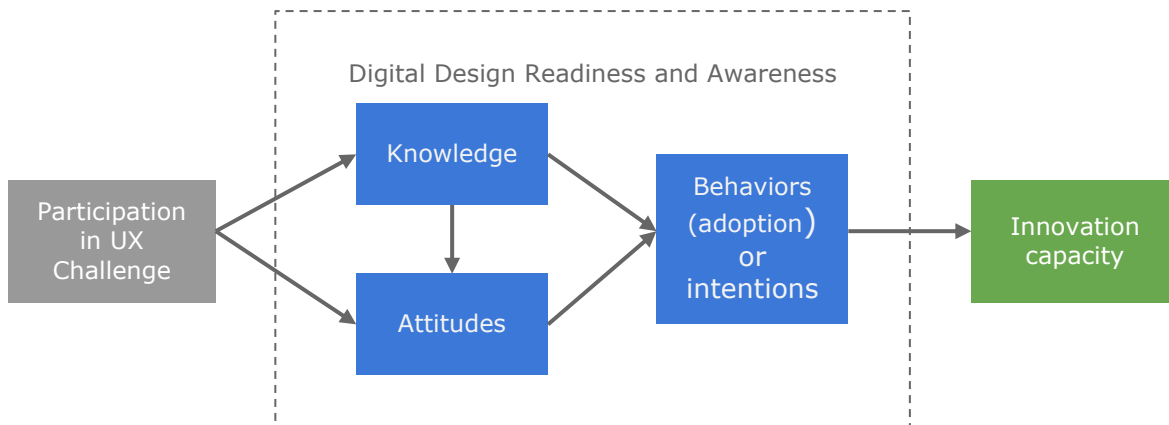 Digital Design Readiness and Awareness
Participation
in UX
Challenge
Knowledge
Attitudes
Behaviors
(adoption)
or
intentions
Innovation
capacity